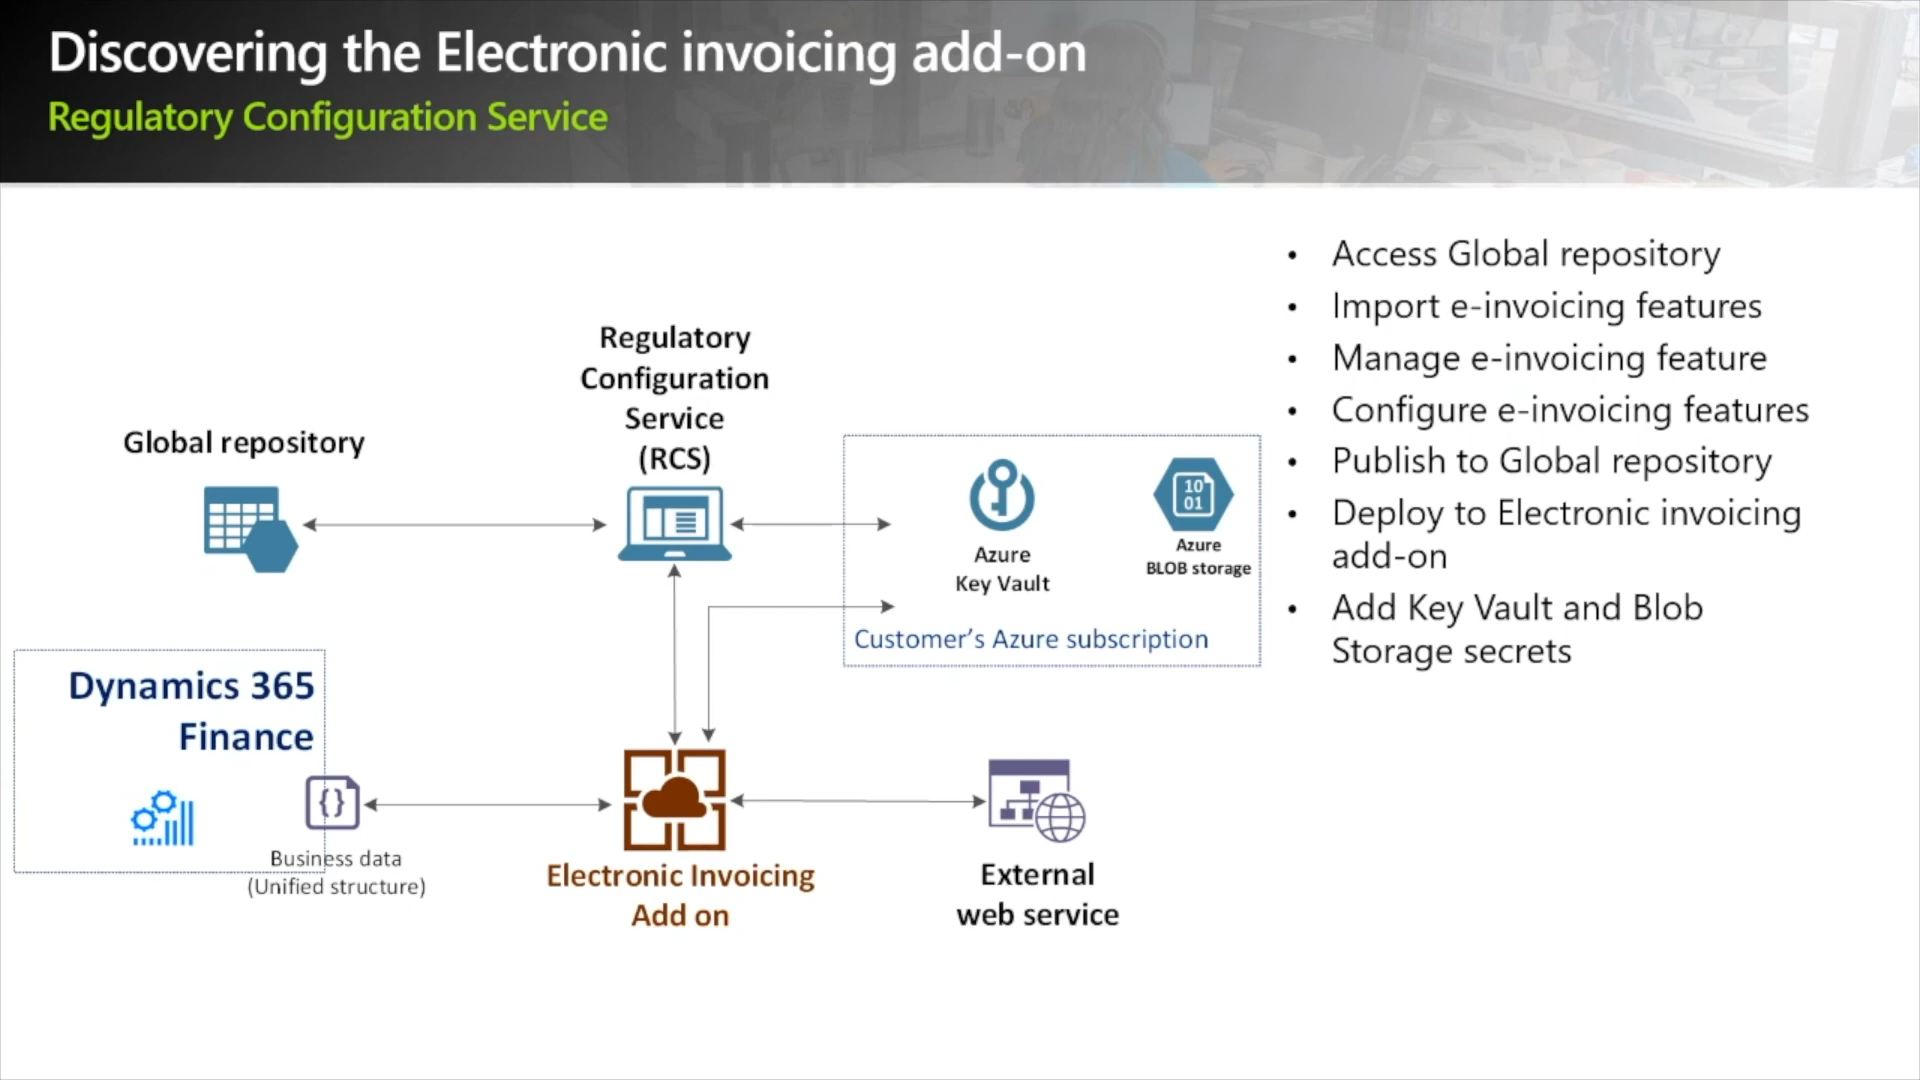 Discovering the Electronic invoicing add-on
Regulatory Configuration Service
Global repository
Regulatory
Configuration
Service
(RCS)
Azure
Key Vault
10
01
Azure
BLOB storage
Customer’s Azure subscription
Dynamics 365
Finance
{}
Business data
(Unified structure)
Electronic Invoicing
Add on
External
web service
• Access Global repository
• Import e-invoicing features
• Manage e-invoicing feature
• Configure e-invoicing features
• Publish to Global repository
• Deploy to Electronic invoicing
add-on
• Add Key Vault and Blob
Storage secrets